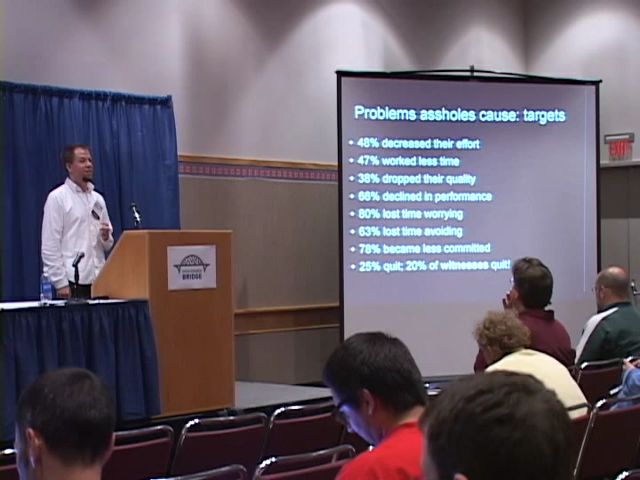 Problems assholes cause: targets
48% decreased their effort
47% worked less time
38% dropped their quality
66% declined in performance
80% lost time worrying
63% lost time avoiding
78% became less committed
25% quit; 20% of witnesses quit!
BRIDGE
EXIT